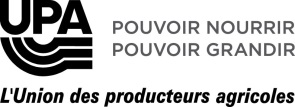 UPA
POUVOIR NOURRIR
POUVOIR GRANDIR
L'Union des producteurs agricoles